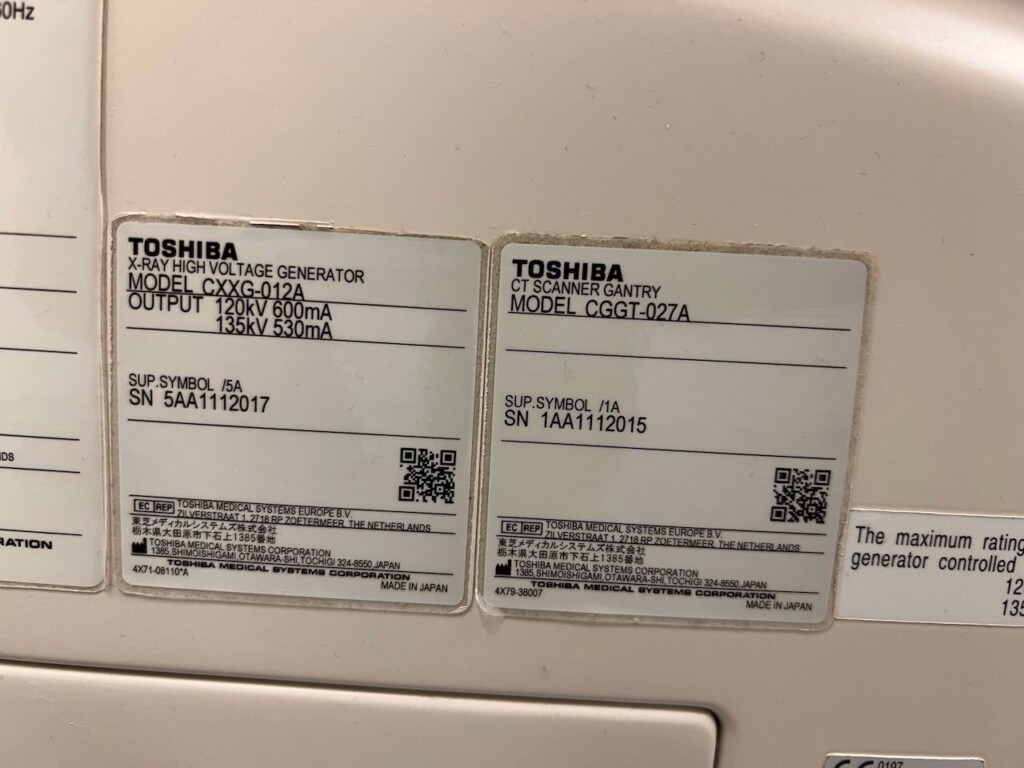 60Hz
NDS
RATION
TOSHIBA
X-RAY HIGH VOLTAGE GENERATOR
MODEL CXXG-012A
OUTPUT 120kV 600mA
135kV 530mA
SUP.SYMBOL /5A
SN 5AA1112017
EC REP TOSHIBA MEDICAL SYSTEMS EUROPE B.V.
ZILVERSTRAAT 1, 2718 RP ZOETERMEER, THE NETHERLANDS
東芝メディカルシステムズ株式会社
栃木県大田原市下石上1385番地
TOSHIBA MEDICAL SYSTEMS CORPORATION
1385, SHIMOISHIGAMI, OTAWARA-SHI, TOCHIGI 324-8550, JAPAN
TOSHIBA MEDICAL SYSTEMS CORPORATION
4X71-08110*A
MADE IN JAPAN
TOSHIBA
CT SCANNER GANTRY
MODEL CGGT-027A
SUP.SYMBOL /1A
SN 1AA1112015
EC REP TOSHIBA MEDICAL SYSTEMS EUROPE B.V.
ZILVERSTRAAT 1, 2718 RP ZOETERMEER, THE NETHERLANDS
東芝メディカルシステムズ株式会社
栃木県大田原市下石上1385番地
TOSHIBA MEDICAL SYSTEMS CORPORATION
1385, SHIMOISHIGAMI, OTAWARA-SHI, TOCHIGI 324-8550, JAPAN
TOSHIBA MEDICAL SYSTEMS CORPORATION
4X79-38007
MADE IN JAPAN
The maximum rating
generator controlled
12
135
CE 0197